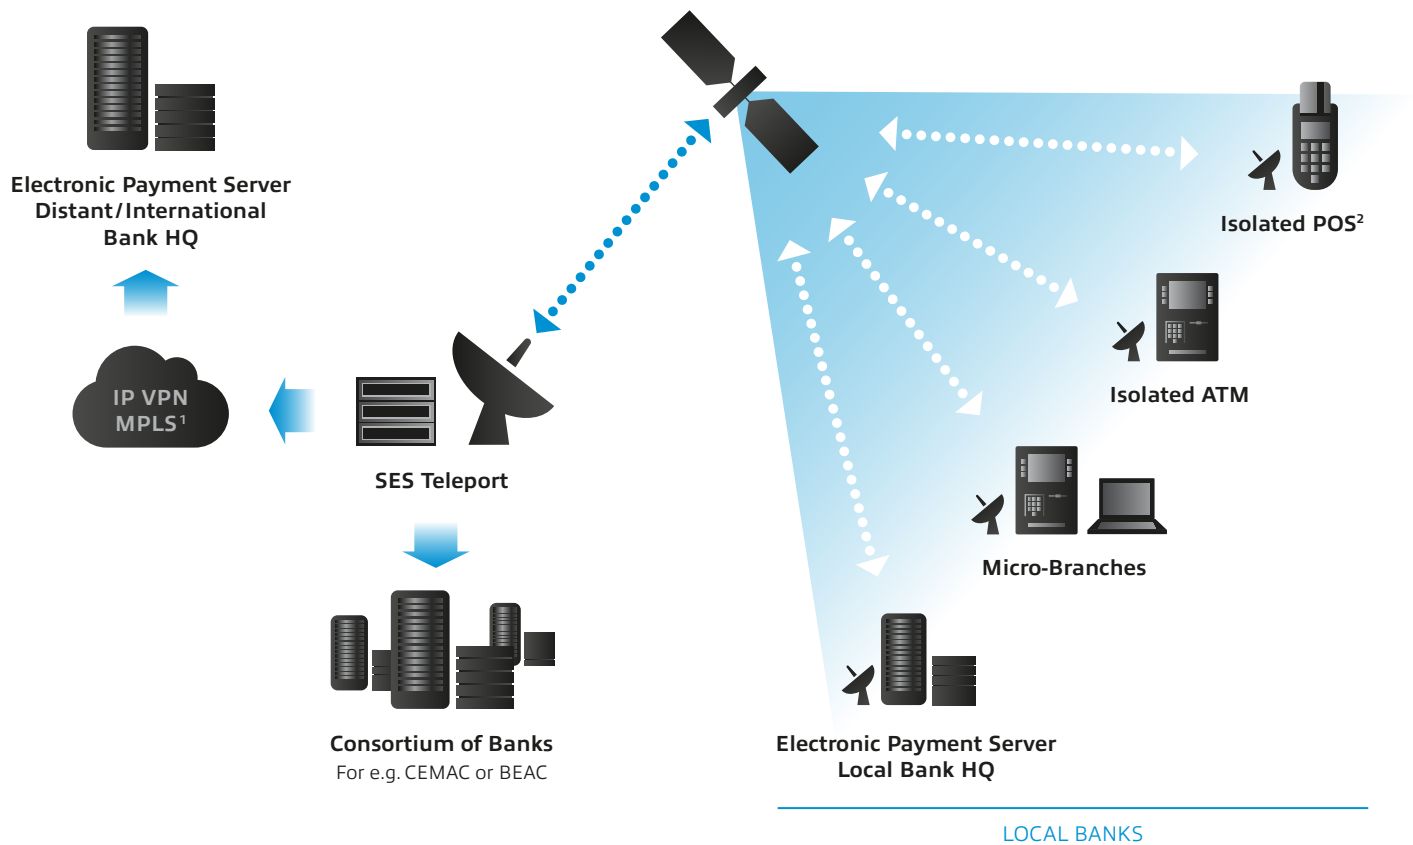 Electronic Payment Server
Distant/International
Bank HQ
IP VPN
MPLS¹
SES Teleport
Consortium of Banks
For e.g. CEMAC or BEAC
Isolated POS²
Isolated ATM
Micro-Branches
Electronic Payment Server
Local Bank HQ
LOCAL BANKS